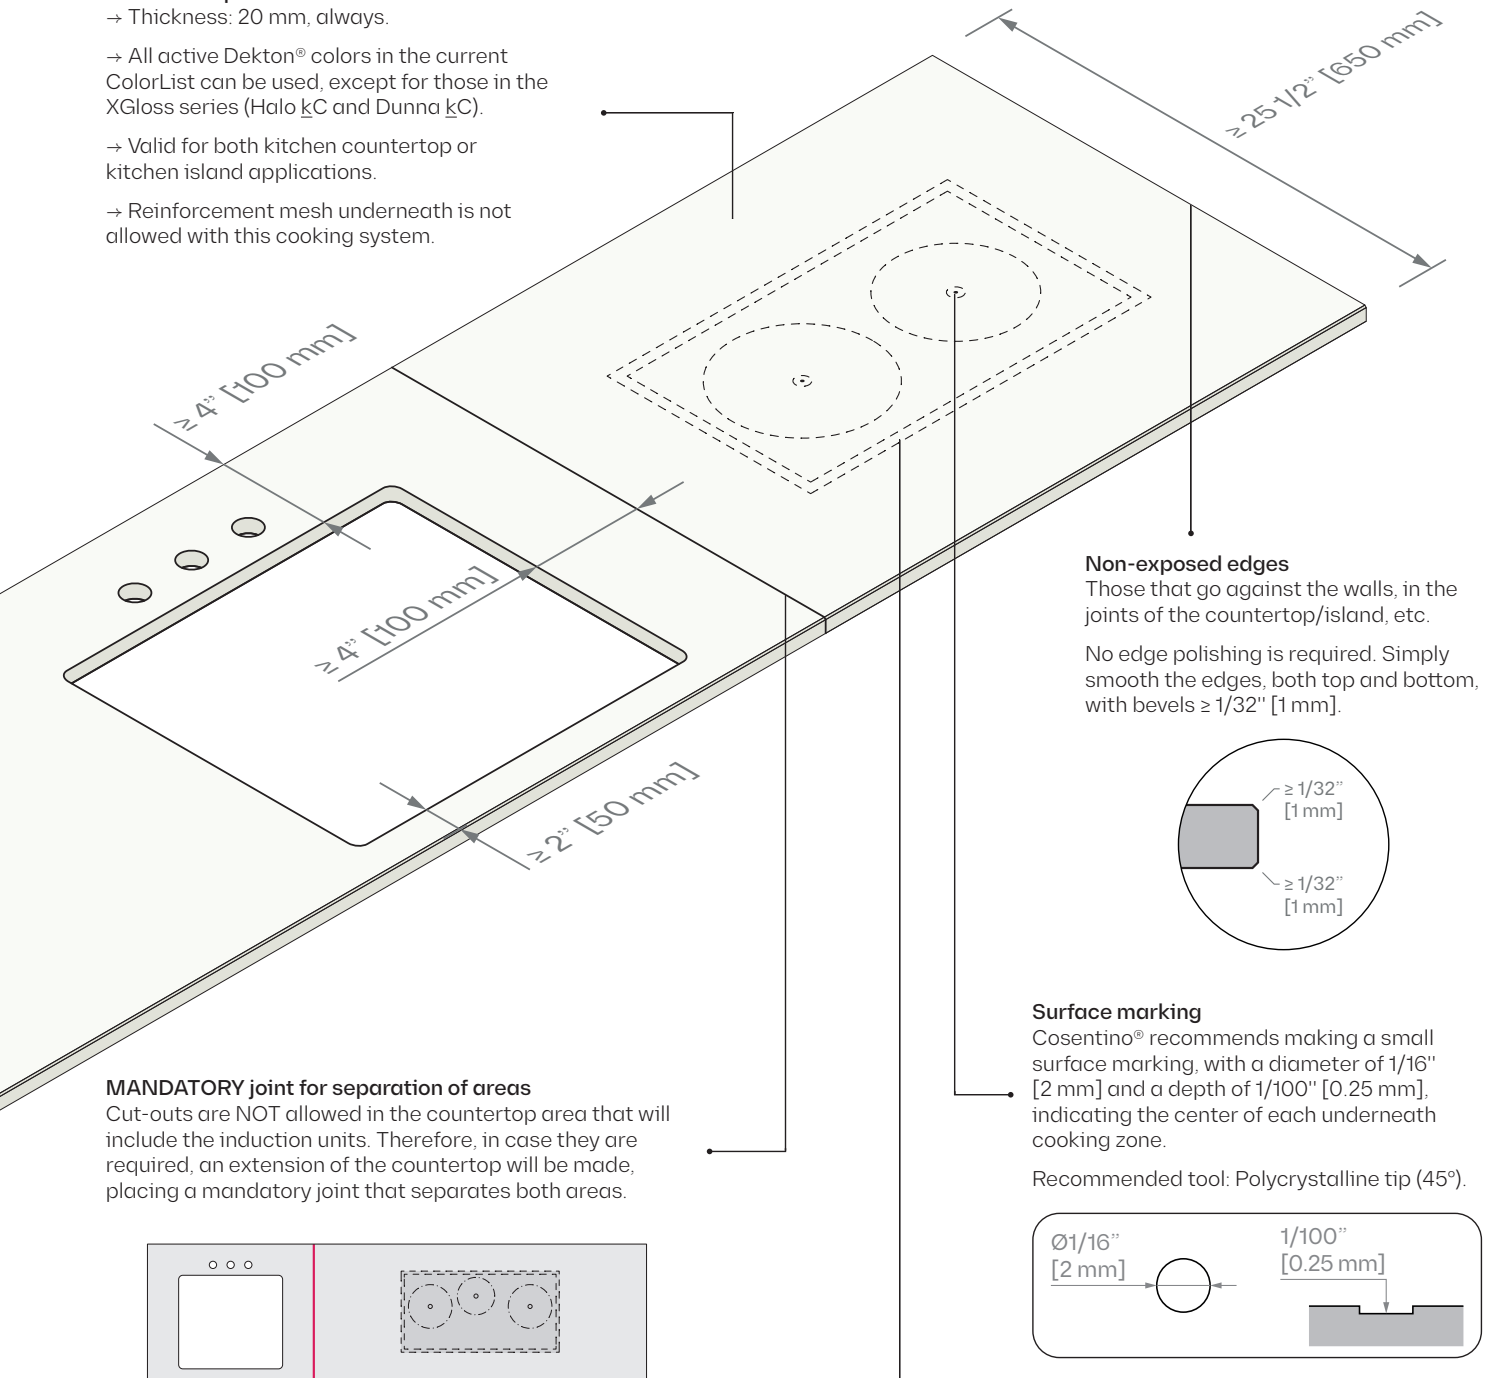 → Thickness: 20 mm, always.
→ All active Dekton® colors in the current
ColorList can be used, except for those in the
XGloss series (Halo kC and Dunna kC).
→ Valid for both kitchen countertop or
kitchen island applications.
→ Reinforcement mesh underneath is not
allowed with this cooking system.
≥ 25 1/2” [650 mm]
≥ 4” [100 mm]
≥ 4” [100 mm]
≥ 2” [50 mm]
Non-exposed edges
Those that go against the walls, in the
joints of the countertop/island, etc.
No edge polishing is required. Simply
smooth the edges, both top and bottom,
with bevels ≥ 1/32'' [1 mm].
≥ 1/32”
[1 mm]
≥ 1/32”
[1 mm]
MANDATORY joint for separation of areas
Cut-outs are NOT allowed in the countertop area that will
include the induction units. Therefore, in case they are
required, an extension of the countertop will be made,
placing a mandatory joint that separates both areas.
Surface marking
Cosentino® recommends making a small
surface marking, with a diameter of 1/16''
[2 mm] and a depth of 1/100'' [0.25 mm],
indicating the center of each underneath
cooking zone.
Recommended tool: Polycrystalline tip (45°).
Ø1/16”
[2 mm]
1/100”
[0.25 mm]